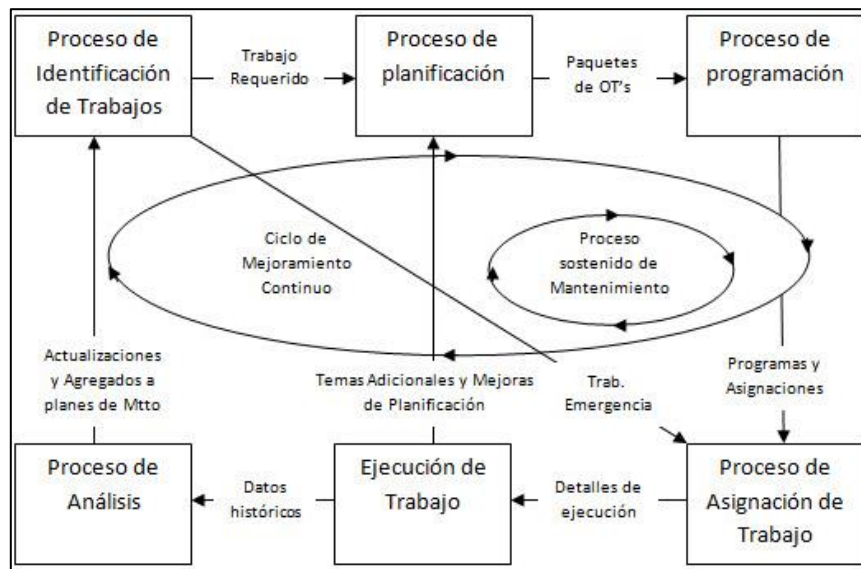 Proceso de
Identificación
de Trabajos
Trabajo
Requerido
Proceso de
planificación
Paquetes
de OT's
Proceso de
programación
Ciclo de
Mejoramiento
Continuo
Proceso
sostenido de
Mantenimiento
Actualizaciones
y Agregados a
planes de Mtto
Temas Adicionales y Mejoras
de Planificación
Trab.
Emergencia
Programas y
Asignaciones
Proceso de
Análisis
Datos
históricos
Ejecución de
Trabajo
Detalles de
ejecución
Proceso de
Asignación de
Trabajo